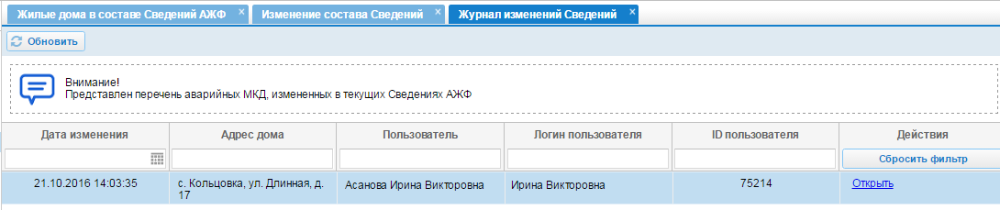 Жилые дома в составе Сведений АЖФ × Изменение состава Сведений × Журнал изменений Сведений ×
Обновить
Внимание!
Представлен перечень аварийных МКД, измененных в текущих Сведениях АЖФ
Дата изменения Адрес дома Пользователь Логин пользователя ID пользователя Действия
Сбросить фильтр
21.10.2016 14:03:35 с. Кольцовка, ул. Длинная, д. Асанова Ирина Викторовна Ирина Викторовна 75214 Открыть
17